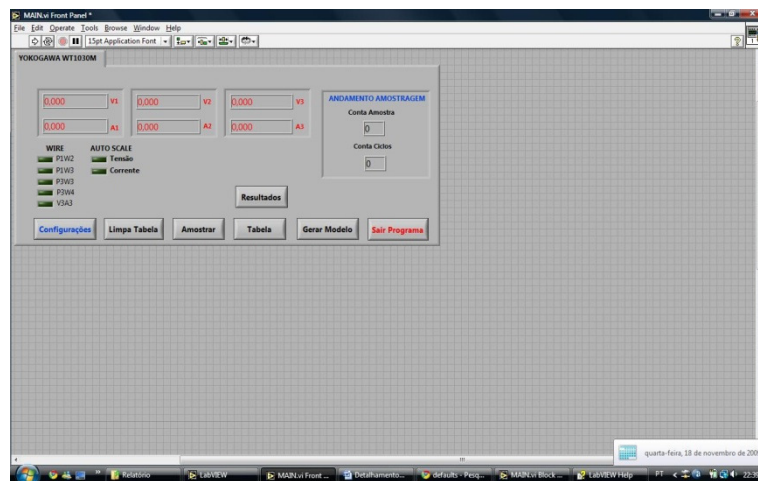 MAIN.vi Front Panel *
File Edit Operate Tools Browse Window Help
15pt Application Font
YOKOGAWA WT1030M
0,000 V1 0,000 V2 0,000 V3
0,000 A1 0,000 A2 0,000 A3
ANDAMENTO AMOSTRAGEM
Conta Amostra
0
Conta Ciclos
0
WIRE AUTO SCALE
P1W2 Tensão
P1W3 Corrente
P3W3
P3W4
V3A3
Resultados
Configurações Limpa Tabela Amostrar Tabela Gerar Modelo Sair Programa
quarta-feira, 18 de novembro de 200
Relatório LabVIEW MAIN.vi Front ... Detalhamento... defaults - Pesq... MAIN.vi Block ... LabVIEW Help PT 22:39